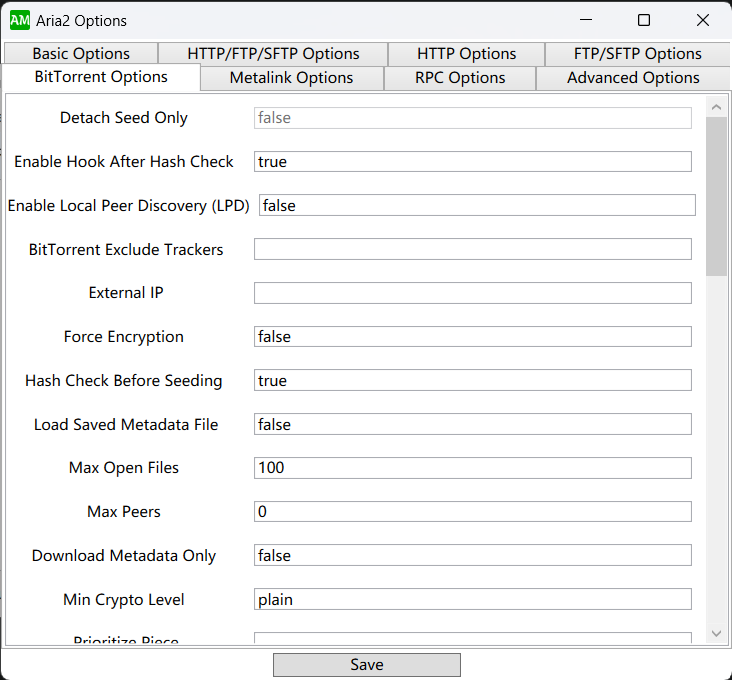 AM Aria2 Options
Basic Options HTTP/FTP/SFTP Options HTTP Options FTP/SFTP Options
BitTorrent Options Metalink Options RPC Options Advanced Options
Detach Seed Only false
Enable Hook After Hash Check true
Enable Local Peer Discovery (LPD) false
BitTorrent Exclude Trackers
External IP
Force Encryption false
Hash Check Before Seeding true
Load Saved Metadata File false
Max Open Files 100
Max Peers 0
Download Metadata Only false
Min Crypto Level plain
Prioritize Piece
Save